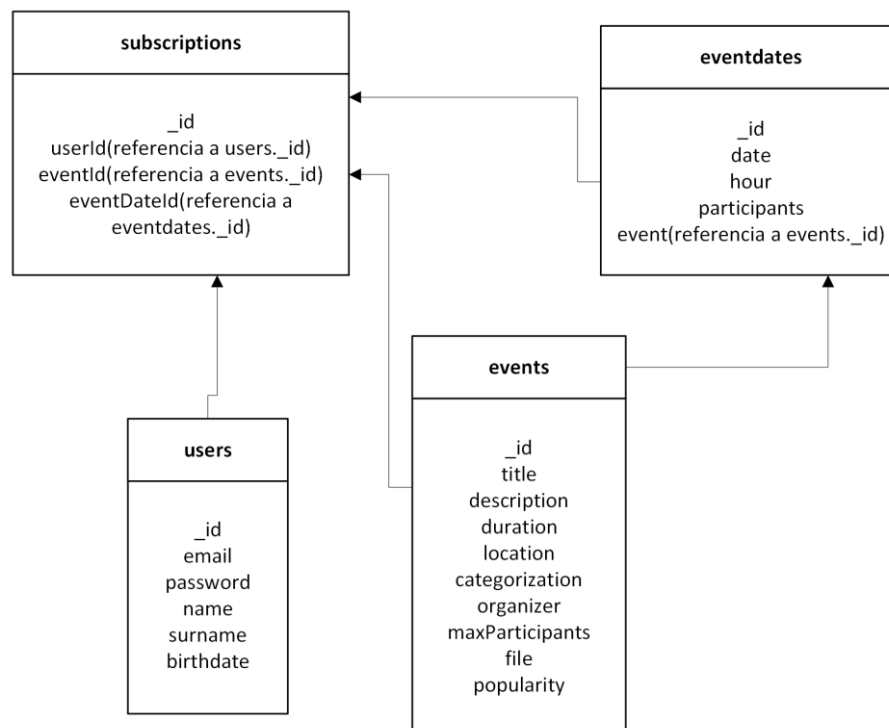 subscriptions
_id
userId(referencia a users._id)
eventId(referencia a events._id)
eventDateId(referencia a
eventdates._id)
eventdates
_id
date
hour
participants
event(referencia a events._id)
users
_id
email
password
name
surname
birthdate
events
_id
title
description
duration
location
categorization
organizer
maxParticipants
file
popularity